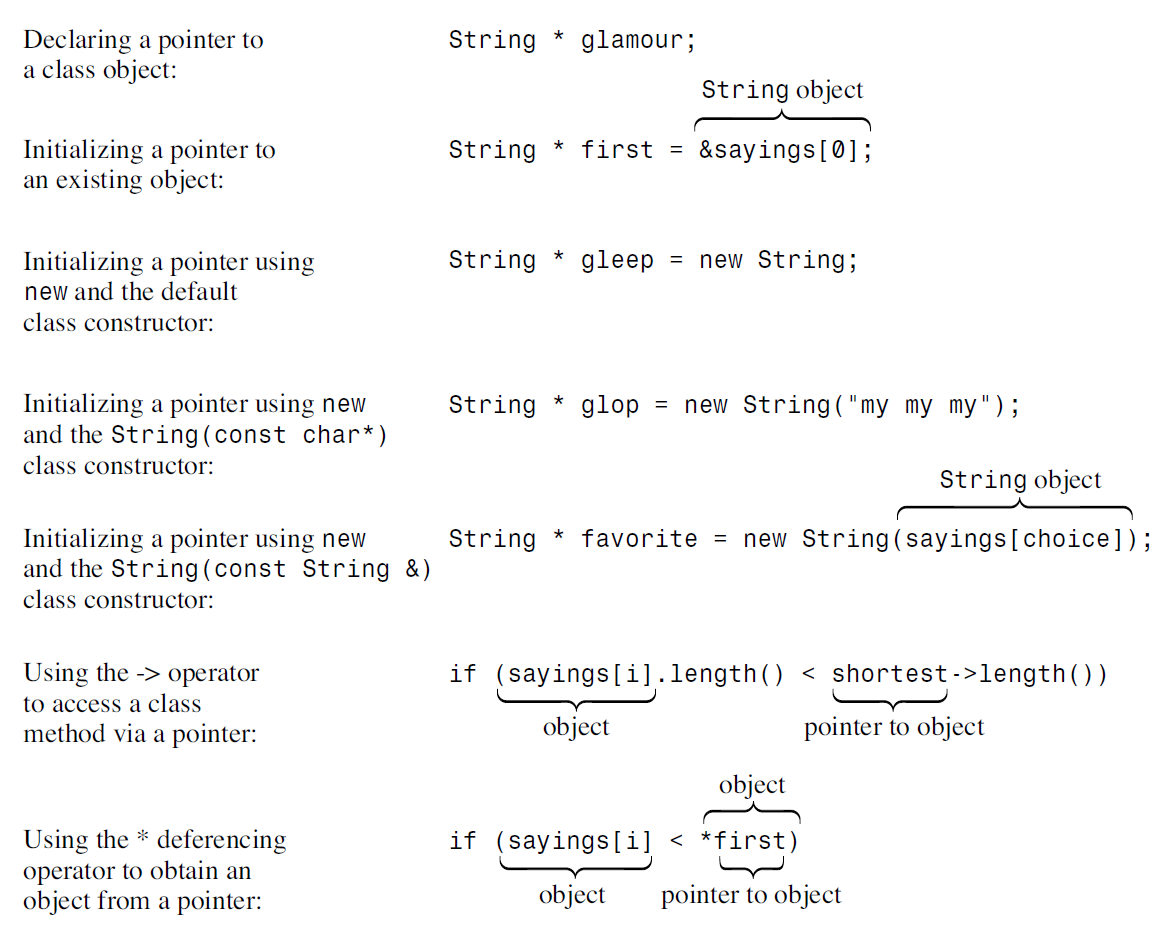 Declaring a pointer to
a class object:
String * glamour;
String object
Initializing a pointer to
an existing object:
String * first = &sayings[0];
Initializing a pointer using
new and the default
class constructor:
String * gleep = new String;
Initializing a pointer using new
and the String(const char*)
class constructor:
String * glop = new String("my my my");
String object
Initializing a pointer using new
and the String(const String &)
class constructor:
String * favorite = new String(sayings[choice]);
Using the -> operator
to access a class
method via a pointer:
if (sayings[i].length() < shortest->length())
object
pointer to object
object
Using the * deferencing
operator to obtain an
object from a pointer:
if (sayings[i] < *first)
object
pointer to object